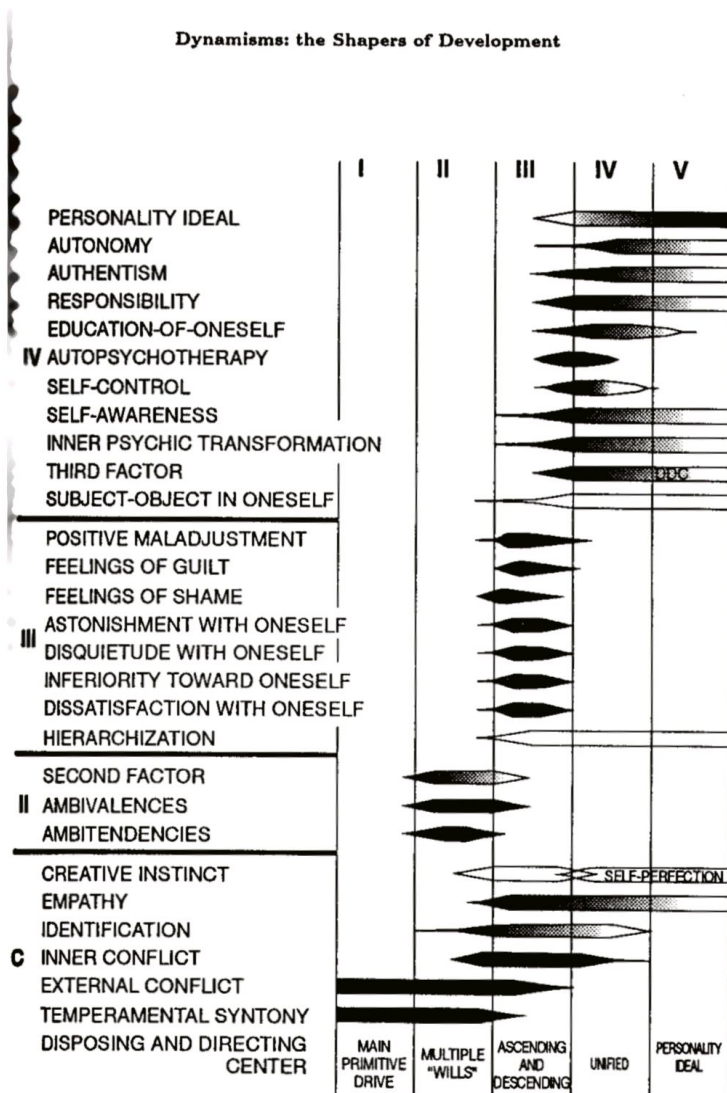 Dynamisms: the Shapers of Development
I II III IV V
PERSONALITY IDEAL
AUTONOMY
AUTHENTISM
RESPONSIBILITY
EDUCATION-OF-ONESELF
IV AUTOPSYCHOTHERAPY
SELF-CONTROL
SELF-AWARENESS
INNER PSYCHIC TRANSFORMATION
THIRD FACTOR DDC
SUBJECT-OBJECT IN ONESELF
POSITIVE MALADJUSTMENT
FEELINGS OF GUILT
FEELINGS OF SHAME
III ASTONISHMENT WITH ONESELF
DISQUIETUDE WITH ONESELF
INFERIORITY TOWARD ONESELF
DISSATISFACTION WITH ONESELF
HIERARCHIZATION
SECOND FACTOR
II AMBIVALENCES
AMBITENDENCIES
CREATIVE INSTINCT SELF-PERFECTION
EMPATHY
IDENTIFICATION
C INNER CONFLICT
EXTERNAL CONFLICT
TEMPERAMENTAL SYNTONY
DISPOSING AND DIRECTING
CENTER
MAIN
PRIMITIVE
DRIVE
MULTIPLE
"WILLS"
ASCENDING
AND
DESCENDING
UNIFIED
PERSONALITY
IDEAL